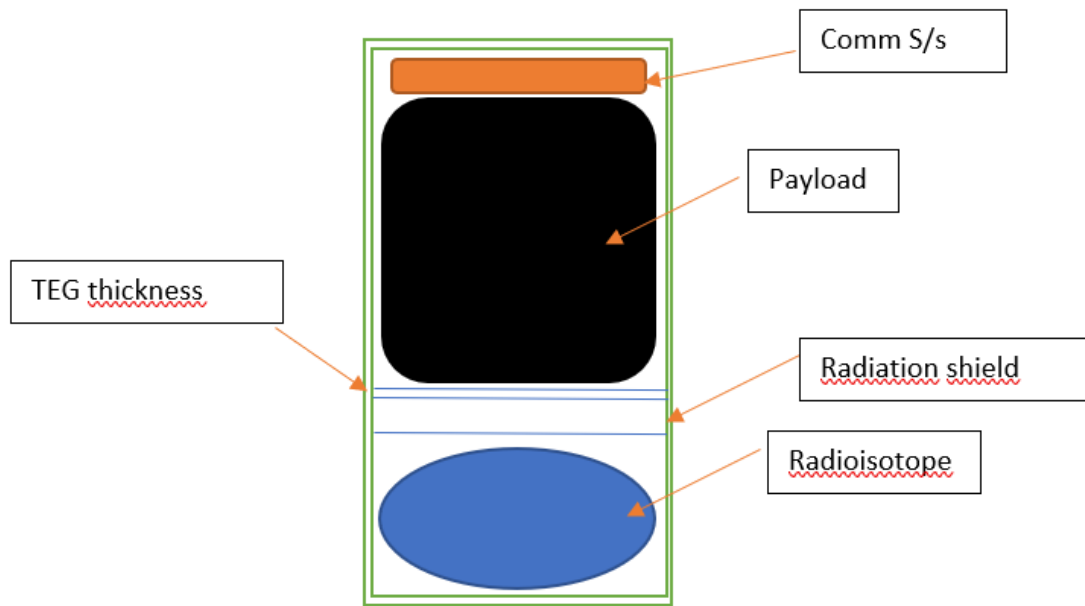 Comm S/s
Payload
TEG thickness
Radiation shield
Radioisotope